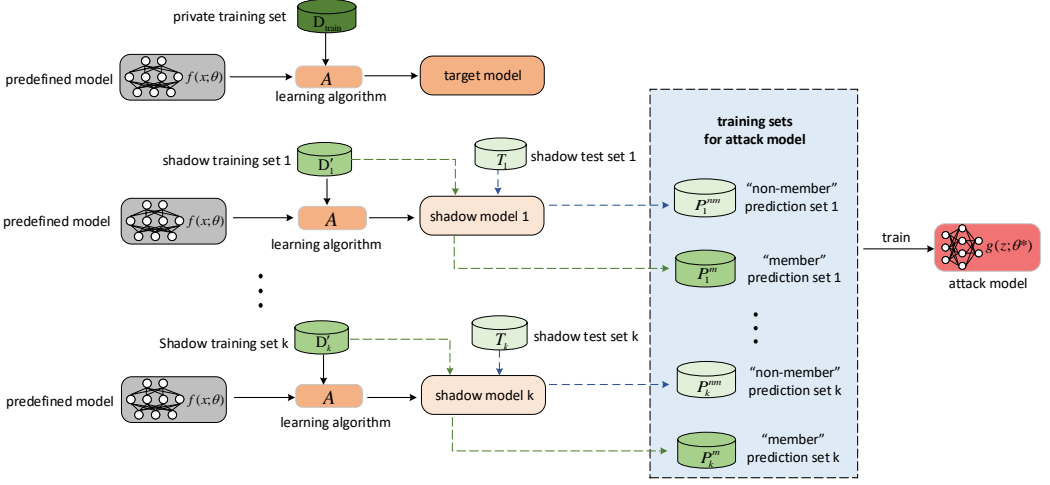 private training set
D_train
predefined model
f(x;θ)
A
learning algorithm
target model
training sets
for attack model
shadow training set 1
D′_1
T_1
shadow test set 1
predefined model
f(x;θ)
A
learning algorithm
shadow model 1
P_1^{nm}
“non-member”
prediction set 1
P_1^m
“member”
prediction set 1
train
g(z;θ*)
attack model
Shadow training set k
D′_k
T_k
shadow test set k
predefined model
f(x;θ)
A
learning algorithm
shadow model k
P_k^{nm}
“non-member”
prediction set k
P_k^m
“member”
prediction set k